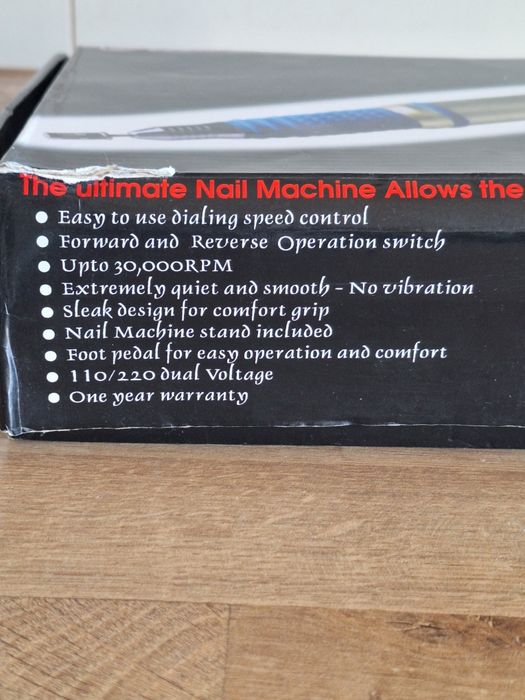 The ultimate Nail Machine Allows the
● Easy to use dialing speed control
● Forward and Reverse Operation switch
● Upto 30,000RPM
● Extremely quiet and smooth - No vibration
● Sleak design for comfort grip
● Nail Machine stand included
● Foot pedal for easy operation and comfort
● 110/220 dual Voltage
● One year warranty